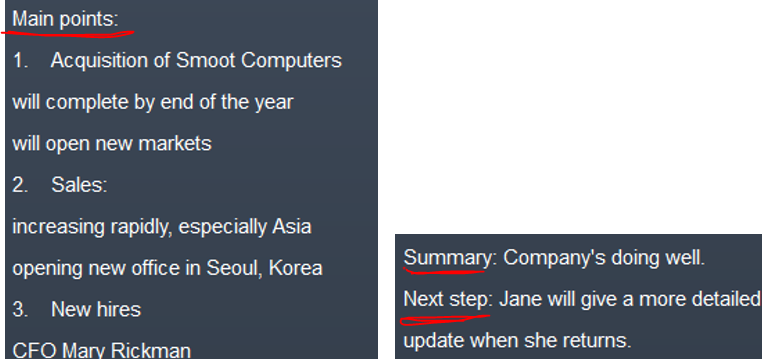 Main points:
1. Acquisition of Smoot Computers
will complete by end of the year
will open new markets
2. Sales:
increasing rapidly, especially Asia
opening new office in Seoul, Korea
3. New hires
CFO Mary Rickman
Summary: Company's doing well.
Next step: Jane will give a more detailed
update when she returns.